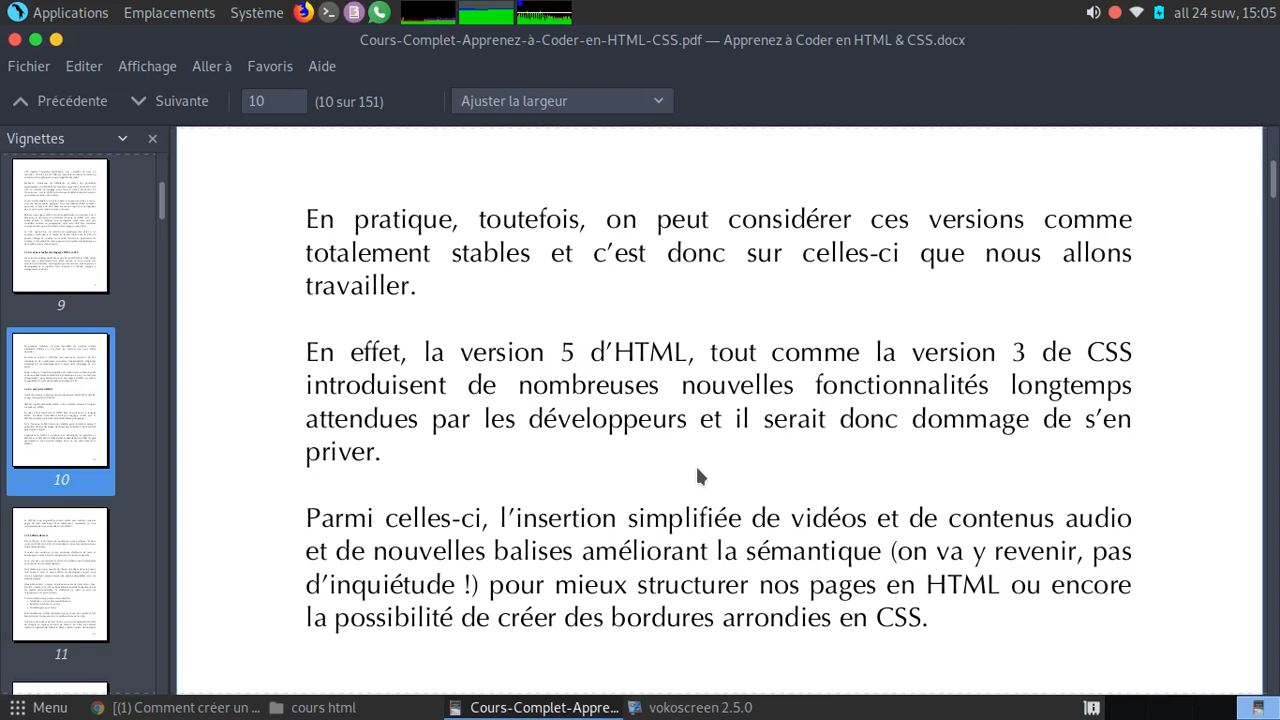 Applications Emplacements Système all 24 suw, 15:05
Cours-Complet-Apprenez-à-Coder-en-HTML-CSS.pdf — Apprenez à Coder en HTML & CSS.docx
Fichier Editer Affichage Aller à Favoris Aide
Précédente Suivante 10 (10 sur 151) Ajuster la largeur
Vignettes
9
10
11
En pratique, toutefois, on peut considérer ces versions comme
totalement stables et c’est donc sur celles-ci que nous allons
travailler.
En effet, la version 5 d’HTML, tout comme la version 3 de CSS
introduisent de nombreuses nouvelles fonctionnalités longtemps
attendues par les développeurs et il serait donc dommage de s’en
priver.
Parmi celles-ci, l’insertion simplifiée de vidéos et de contenus audio
et de nouvelles balises améliorant la sémantique (on va y revenir, pas
d’inquiétude !) pour mieux structurer nos pages en HTML ou encore
la possibilité de créer des bordures arrondies en CSS.
Menu [(1) Comment créer un ... cours html Cours-Complet-Appre... vokoscreen 2.5.0